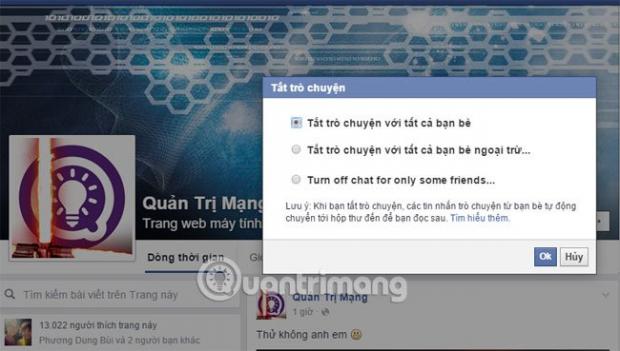 Tắt trò chuyện
Tắt trò chuyện với tất cả bạn bè
Tắt trò chuyện với tất cả bạn bè ngoại trừ...
Turn off chat for only some friends...
Lưu ý: Khi bạn tắt trò chuyện, các tin nhắn trò chuyện từ bạn bè tự động
chuyển tới hộp thư đến để bạn đọc sau. Tìm hiểu thêm.
Ok Hủy
Quản Trị Mạng
Trang web máy tính
Dòng thời gian
Quantrimang
Tìm kiếm bài viết trên Trang này
13.022 người thích trang này
Phương Dung Bùi và 2 người bạn khác
Quản Trị Mạng
1 giờ ·
Thử không anh em